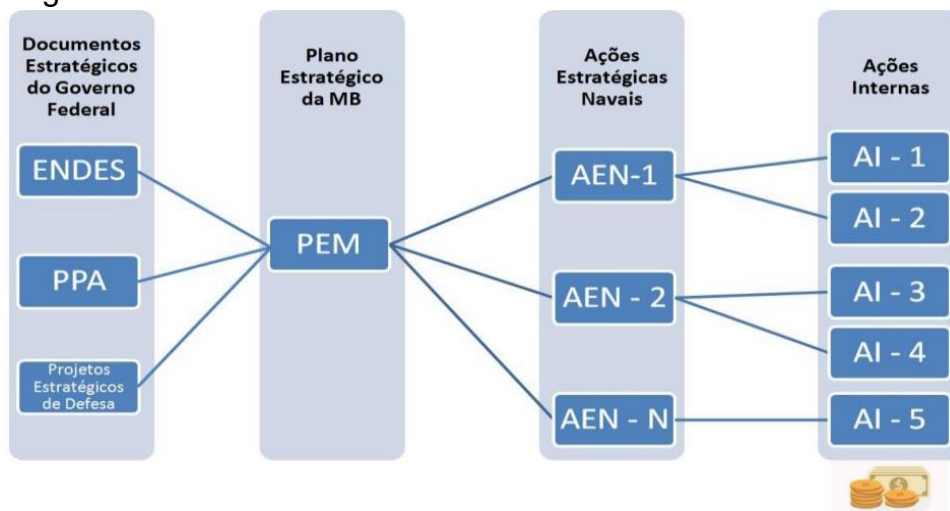 Documentos
Estratégicos
do Governo
Federal
ENDES
PPA
Projetos
Estratégicos
de Defesa
Plano
Estratégico
da MB
PEM
Ações
Estratégicas
Navais
AEN-1
AEN - 2
AEN - N
Ações
Internas
AI - 1
AI - 2
AI - 3
AI - 4
AI - 5